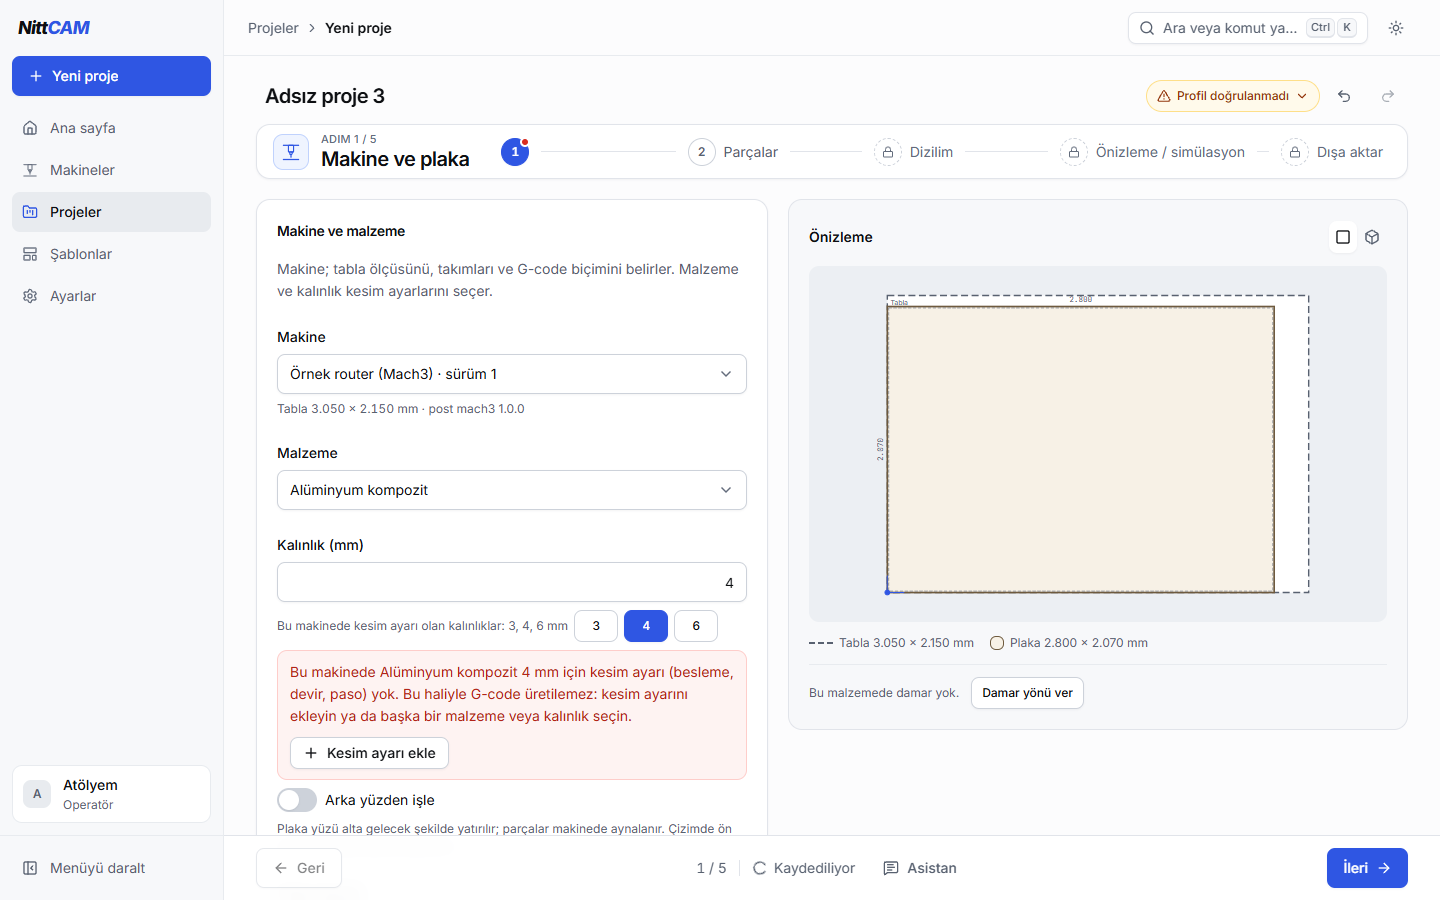 NittCAM
Yeni proje
Ana sayfa
Makineler
Projeler
Şablonlar
Ayarlar
A
Atölyem
Operatör
Menüyü daralt
Projeler > Yeni proje
Ara veya komut ya... Ctrl K
Adsız proje 3
Profil doğrulanmadı
ADIM 1 / 5
Makine ve plaka
1
2 Parçalar
Dizilim
Önizleme / simülasyon
Dışa aktar
Makine ve malzeme
Makine; tabla ölçüsünü, takımları ve G-code biçimini belirler. Malzeme
ve kalınlık kesim ayarlarını seçer.
Makine
Örnek router (Mach3) · sürüm 1
Tabla 3.050 × 2.150 mm · post mach3 1.0.0
Malzeme
Alüminyum kompozit
Kalınlık (mm)
4
Bu makinede kesim ayarı olan kalınlıklar: 3, 4, 6 mm 3 4 6
Bu makinede Alüminyum kompozit 4 mm için kesim ayarı (besleme,
devir, paso) yok. Bu haliyle G-code üretilemez: kesim ayarını
ekleyin ya da başka bir malzeme veya kalınlık seçin.
Kesim ayarı ekle
Arka yüzden işle
Plaka yüzü alta gelecek şekilde yatırılır; parçalar makinede aynalanır. Çizimde ön
Önizleme
Tabla
2.800
2.070
Tabla 3.050 × 2.150 mm Plaka 2.800 × 2.070 mm
Bu malzemede damar yok. Damar yönü ver
Geri
1 / 5
Kaydediliyor
Asistan
İleri